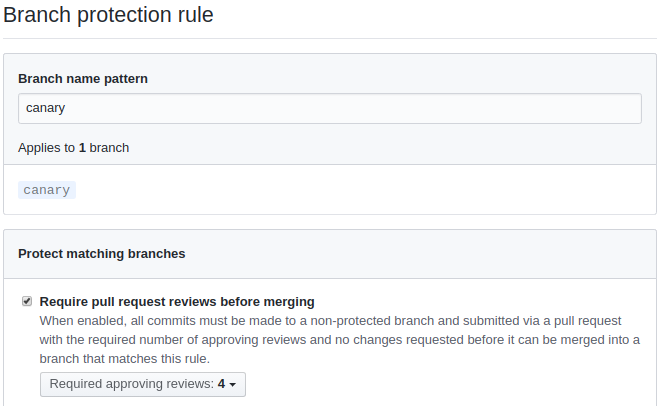 Branch protection rule
Branch name pattern
canary
Applies to 1 branch
canary
Protect matching branches
Require pull request reviews before merging
When enabled, all commits must be made to a non-protected branch and submitted via a pull request
with the required number of approving reviews and no changes requested before it can be merged into a
branch that matches this rule.
Required approving reviews: 4